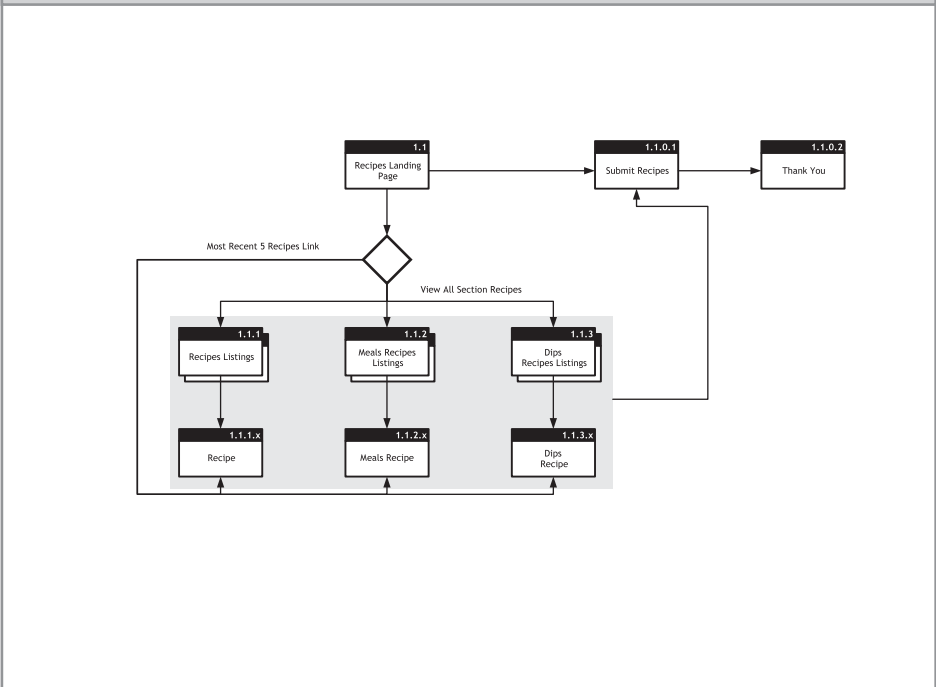 1.1
Recipes Landing
Page
1.1.0.1
Submit Recipes
1.1.0.2
Thank You
Most Recent 5 Recipes Link
View All Section Recipes
1.1.1
Recipes Listings
1.1.2
Meals Recipes
Listings
1.1.3
Dips
Recipes Listings
1.1.1.x
Recipe
1.1.2.x
Meals Recipe
1.1.3.x
Dips
Recipe